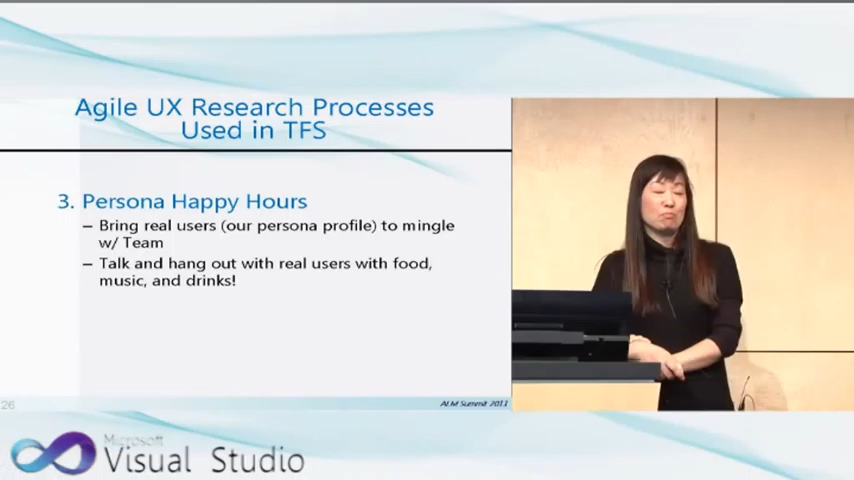 Agile UX Research Processes
Used in TFS
3. Persona Happy Hours
– Bring real users (our persona profile) to mingle
w/ Team
– Talk and hang out with real users with food,
music, and drinks!
26
ALM Summit 2011
Microsoft
Visual Studio